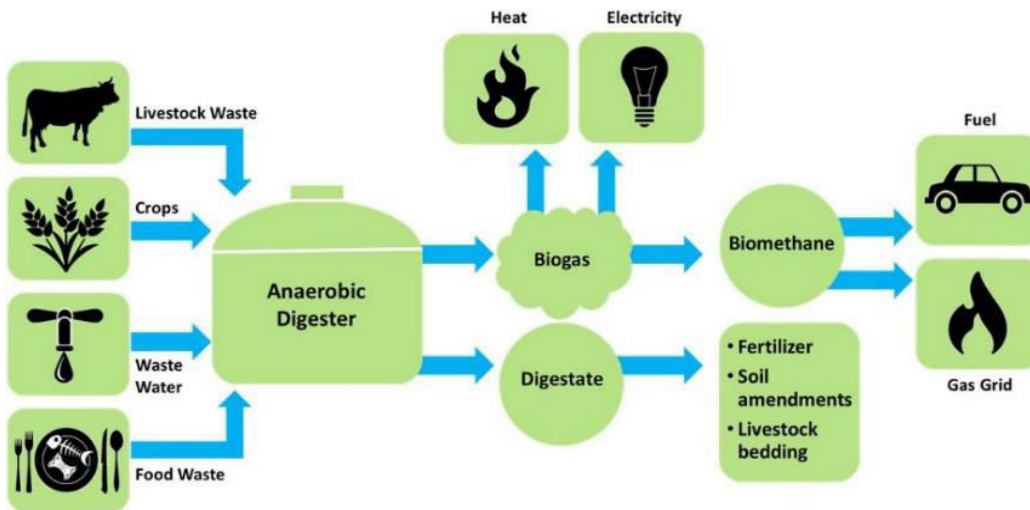 Heat
Electricity
Livestock Waste
Fuel
Crops
Anaerobic
Digester
Biogas
Biomethane
Waste
Water
Digestate
• Fertilizer
• Soil
amendments
• Livestock
bedding
Gas Grid
Food Waste